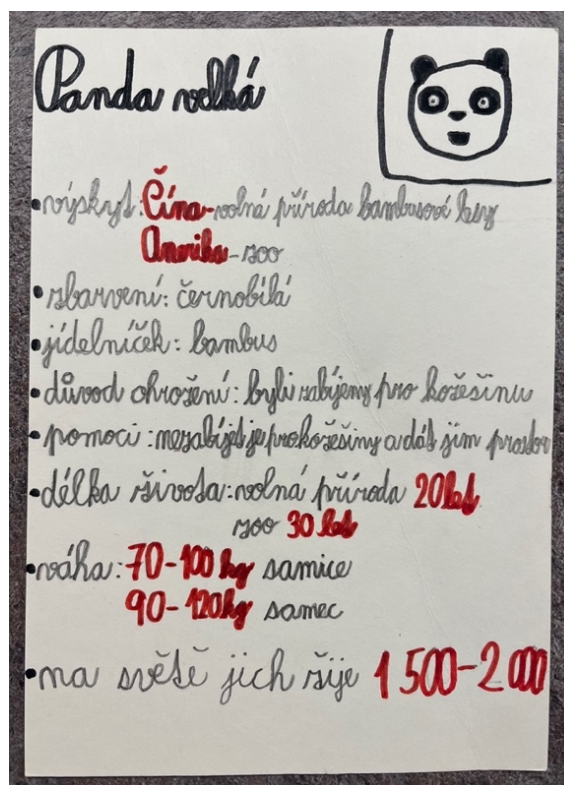 Panda velká
• výskyt: Čína - volná příroda bambusové lesy
Amerika - zoo
• zbarvení: černobílá
• jídelníček: bambus
• důvod ohrožení: byli zabíjeny pro kožešinu
• pomoci: nezabíjet je pro kožešiny a dát jim prostor
• délka života: volná příroda 20 let
zoo 30 let
• váha: 70-100 kg samice
90-120kg samec
• na světě jich žije 1 500-2 000